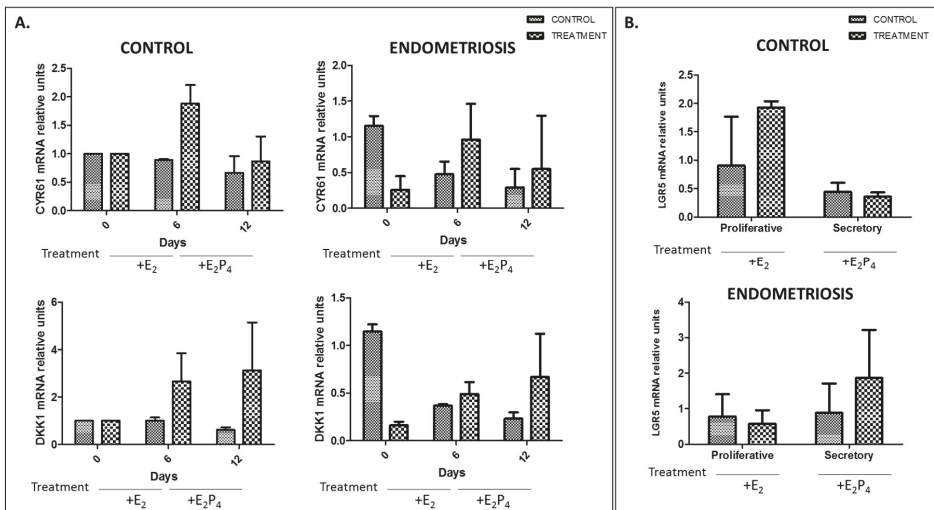 A.
CONTROL
TREATMENT
CONTROL
CYR61 mRNA relative units
2.5
2.0
1.5
1.0
0.5
0.0
0
6
12
Days
Treatment
+E₂
+E₂P₄
ENDOMETRIOSIS
CYR61 mRNA relative units
2.0
1.5
1.0
0.5
0.0
0
6
12
Days
+E₂
+E₂P₄
DKK1 mRNA relative units
6
4
2
0
0
6
12
Days
Treatment
+E₂
+E₂P₄
DKK1 mRNA relative units
1.5
1.0
0.5
0.0
0
6
12
Days
+E₂
+E₂P₄
B.
CONTROL
TREATMENT
CONTROL
LGR5 mRNA relative units
2.5
2.0
1.5
1.0
0.5
0.0
Proliferative
Secretory
Treatment
+E₂
+E₂P₄
ENDOMETRIOSIS
LGR5 mRNA relative units
4
3
2
1
0
Proliferative
Secretory
Treatment
+E₂
+E₂P₄